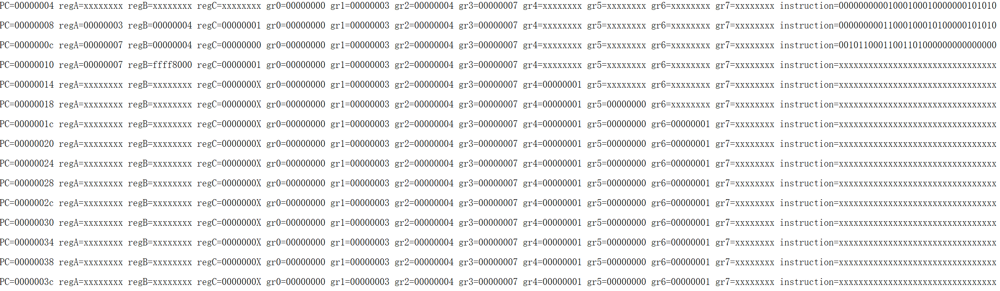 PC=00000004 regA=xxxxxxxx regB=xxxxxxxx regC=xxxxxxxx gr0=00000000 gr1=00000003 gr2=00000004 gr3=00000007 gr4=xxxxxxxx gr5=xxxxxxxx gr6=xxxxxxxx gr7=xxxxxxxx instruction=00000000001000100010000000101010
PC=00000008 regA=00000003 regB=00000004 regC=00000001 gr0=00000000 gr1=00000003 gr2=00000004 gr3=00000007 gr4=xxxxxxxx gr5=xxxxxxxx gr6=xxxxxxxx gr7=xxxxxxxx instruction=00000000011000100010100000101010
PC=0000000c regA=00000007 regB=00000004 regC=00000000 gr0=00000000 gr1=00000003 gr2=00000004 gr3=00000007 gr4=xxxxxxxx gr5=xxxxxxxx gr6=xxxxxxxx gr7=xxxxxxxx instruction=00101100011001101000000000000000
PC=00000010 regA=00000007 regB=ffff8000 regC=00000001 gr0=00000000 gr1=00000003 gr2=00000004 gr3=00000007 gr4=xxxxxxxx gr5=xxxxxxxx gr6=xxxxxxxx gr7=xxxxxxxx instruction=xxxxxxxxxxxxxxxxxxxxxxxxxxxxxxxx
PC=00000014 regA=xxxxxxxx regB=xxxxxxxx regC=0000000X gr0=00000000 gr1=00000003 gr2=00000004 gr3=00000007 gr4=00000001 gr5=xxxxxxxx gr6=xxxxxxxx gr7=xxxxxxxx instruction=xxxxxxxxxxxxxxxxxxxxxxxxxxxxxxxx
PC=00000018 regA=xxxxxxxx regB=xxxxxxxx regC=0000000X gr0=00000000 gr1=00000003 gr2=00000004 gr3=00000007 gr4=00000001 gr5=00000000 gr6=xxxxxxxx gr7=xxxxxxxx instruction=xxxxxxxxxxxxxxxxxxxxxxxxxxxxxxxx
PC=0000001c regA=xxxxxxxx regB=xxxxxxxx regC=0000000X gr0=00000000 gr1=00000003 gr2=00000004 gr3=00000007 gr4=00000001 gr5=00000000 gr6=00000001 gr7=xxxxxxxx instruction=xxxxxxxxxxxxxxxxxxxxxxxxxxxxxxxx
PC=00000020 regA=xxxxxxxx regB=xxxxxxxx regC=0000000X gr0=00000000 gr1=00000003 gr2=00000004 gr3=00000007 gr4=00000001 gr5=00000000 gr6=00000001 gr7=xxxxxxxx instruction=xxxxxxxxxxxxxxxxxxxxxxxxxxxxxxxx
PC=00000024 regA=xxxxxxxx regB=xxxxxxxx regC=0000000X gr0=00000000 gr1=00000003 gr2=00000004 gr3=00000007 gr4=00000001 gr5=00000000 gr6=00000001 gr7=xxxxxxxx instruction=xxxxxxxxxxxxxxxxxxxxxxxxxxxxxxxx
PC=00000028 regA=xxxxxxxx regB=xxxxxxxx regC=0000000X gr0=00000000 gr1=00000003 gr2=00000004 gr3=00000007 gr4=00000001 gr5=00000000 gr6=00000001 gr7=xxxxxxxx instruction=xxxxxxxxxxxxxxxxxxxxxxxxxxxxxxxx
PC=0000002c regA=xxxxxxxx regB=xxxxxxxx regC=0000000X gr0=00000000 gr1=00000003 gr2=00000004 gr3=00000007 gr4=00000001 gr5=00000000 gr6=00000001 gr7=xxxxxxxx instruction=xxxxxxxxxxxxxxxxxxxxxxxxxxxxxxxx
PC=00000030 regA=xxxxxxxx regB=xxxxxxxx regC=0000000X gr0=00000000 gr1=00000003 gr2=00000004 gr3=00000007 gr4=00000001 gr5=00000000 gr6=00000001 gr7=xxxxxxxx instruction=xxxxxxxxxxxxxxxxxxxxxxxxxxxxxxxx
PC=00000034 regA=xxxxxxxx regB=xxxxxxxx regC=0000000X gr0=00000000 gr1=00000003 gr2=00000004 gr3=00000007 gr4=00000001 gr5=00000000 gr6=00000001 gr7=xxxxxxxx instruction=xxxxxxxxxxxxxxxxxxxxxxxxxxxxxxxx
PC=00000038 regA=xxxxxxxx regB=xxxxxxxx regC=0000000X gr0=00000000 gr1=00000003 gr2=00000004 gr3=00000007 gr4=00000001 gr5=00000000 gr6=00000001 gr7=xxxxxxxx instruction=xxxxxxxxxxxxxxxxxxxxxxxxxxxxxxxx
PC=0000003c regA=xxxxxxxx regB=xxxxxxxx regC=0000000X gr0=00000000 gr1=00000003 gr2=00000004 gr3=00000007 gr4=00000001 gr5=00000000 gr6=00000001 gr7=xxxxxxxx instruction=xxxxxxxxxxxxxxxxxxxxxxxxxxxxxxxx